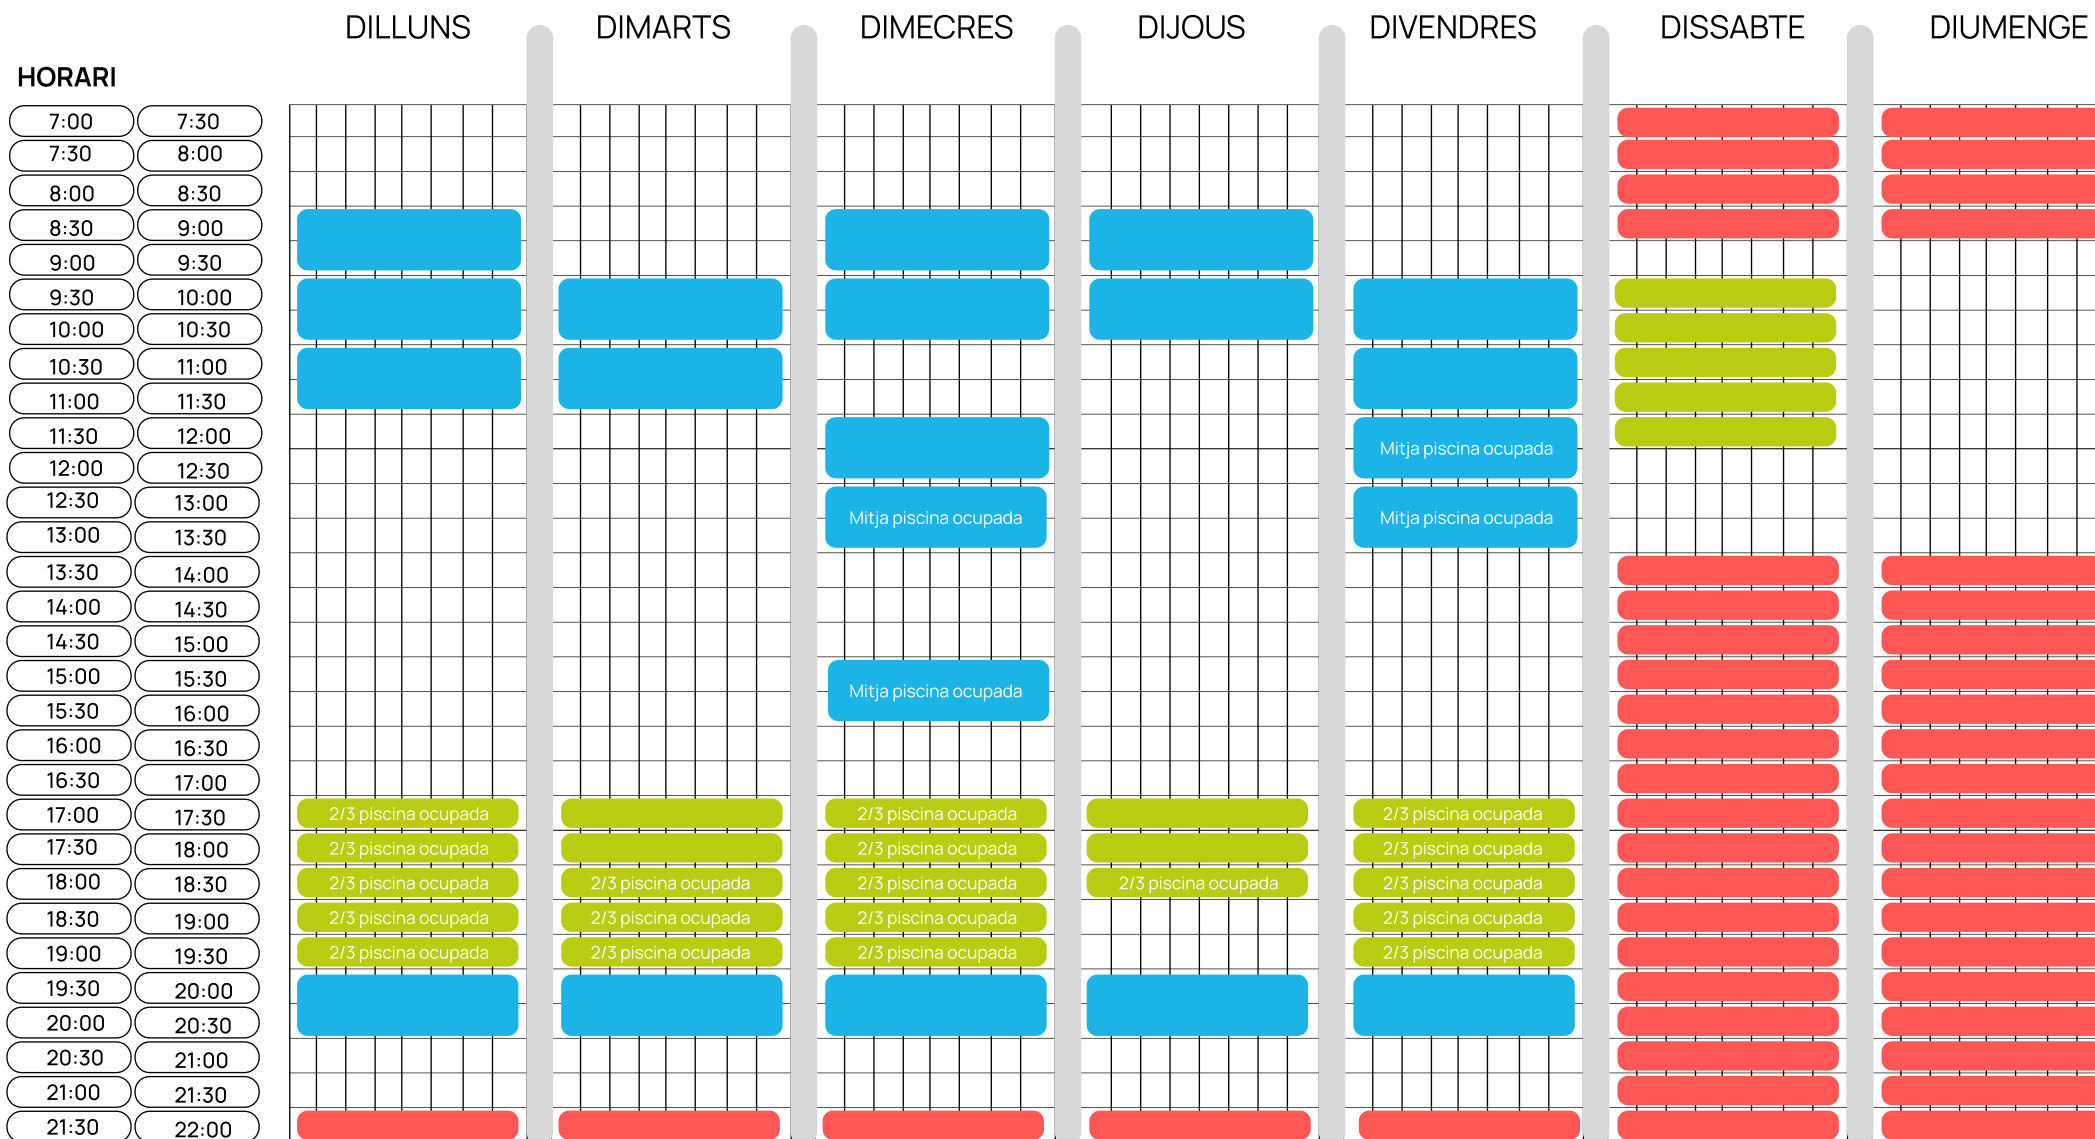 DILLUNS DIMARTS DIMECRES DIJOUS DIVENDRES DISSABTE DIUMENGE
HORARI
7:00 7:30
7:30 8:00
8:00 8:30
8:30 9:00
9:00 9:30
9:30 10:00
10:00 10:30
10:30 11:00
11:00 11:30
11:30 12:00 Mitja piscina ocupada
12:00 12:30
12:30 13:00 Mitja piscina ocupada Mitja piscina ocupada
13:00 13:30
13:30 14:00
14:00 14:30
14:30 15:00
15:00 15:30 Mitja piscina ocupada
15:30 16:00
16:00 16:30
16:30 17:00
17:00 17:30 2/3 piscina ocupada 2/3 piscina ocupada 2/3 piscina ocupada
17:30 18:00 2/3 piscina ocupada 2/3 piscina ocupada 2/3 piscina ocupada
18:00 18:30 2/3 piscina ocupada 2/3 piscina ocupada 2/3 piscina ocupada 2/3 piscina ocupada 2/3 piscina ocupada
18:30 19:00 2/3 piscina ocupada 2/3 piscina ocupada 2/3 piscina ocupada 2/3 piscina ocupada
19:00 19:30 2/3 piscina ocupada 2/3 piscina ocupada 2/3 piscina ocupada 2/3 piscina ocupada
19:30 20:00
20:00 20:30
20:30 21:00
21:00 21:30
21:30 22:00